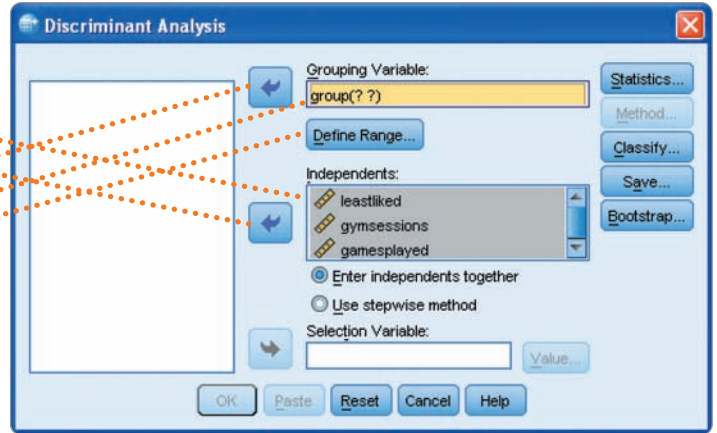 Discriminant Analysis
Grouping Variable:
group(? ?)
Define Range...
Independents:
leastliked
gymsessions
gamesplayed
Enter independents together
Use stepwise method
Selection Variable:
Value...
Statistics...
Method...
Classify...
Save...
Bootstrap...
OK
Paste
Reset
Cancel
Help